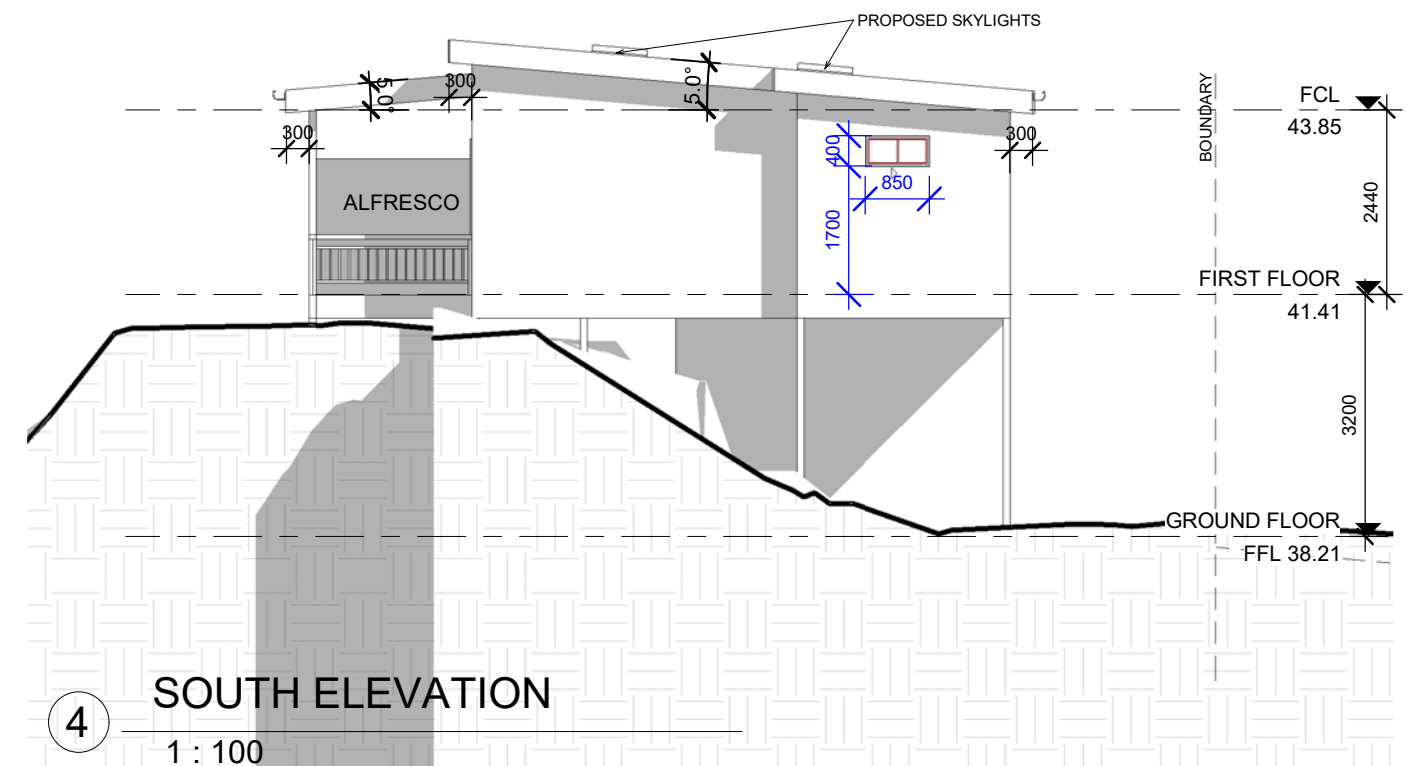 PROPOSED SKYLIGHTS
5.0°
300
5.0°
BOUNDARY
FCL
43.85
300
300
400
850
ALFRESCO
1700
2440
FIRST FLOOR
41.41
3200
GROUND FLOOR
FFL 38.21
4
SOUTH ELEVATION
1 : 100